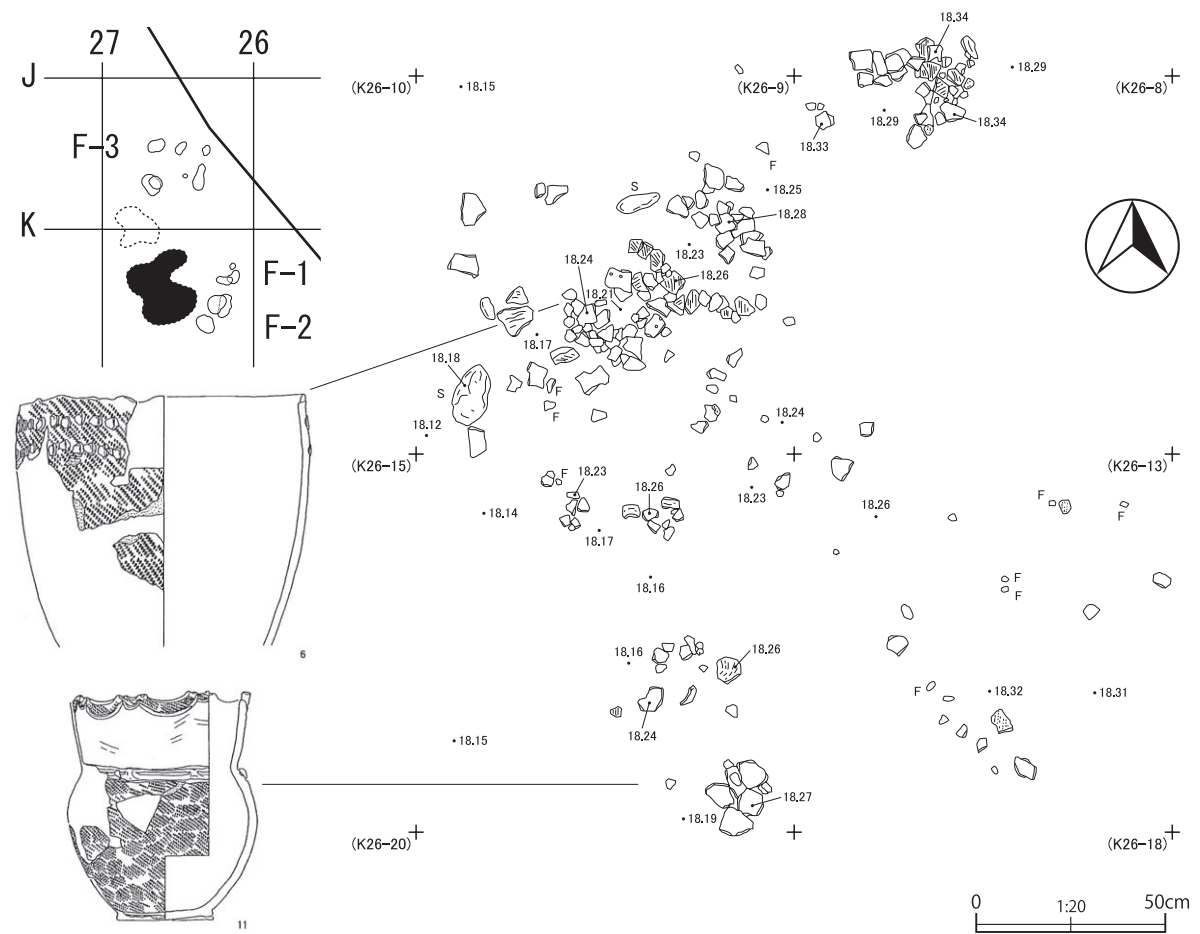 27 26
J
F-3
K
F-1
F-2
(K26-10)
18.15
(K26-9)
18.34
18.29
18.29
18.34
(K26-8)
18.33
F
18.25
S
18.28
18.23
18.24
18.26
18.21
18.17
18.18
S
F
F
18.12
18.24
(K26-15)
(K26-13)
F
18.23
18.26
18.23
18.26
F
F
18.14
18.17
18.16
F
F
18.16
18.26
F
18.32
18.31
18.24
18.15
18.27
18.19
(K26-20)
(K26-18)
6
11
0 1:20 50cm